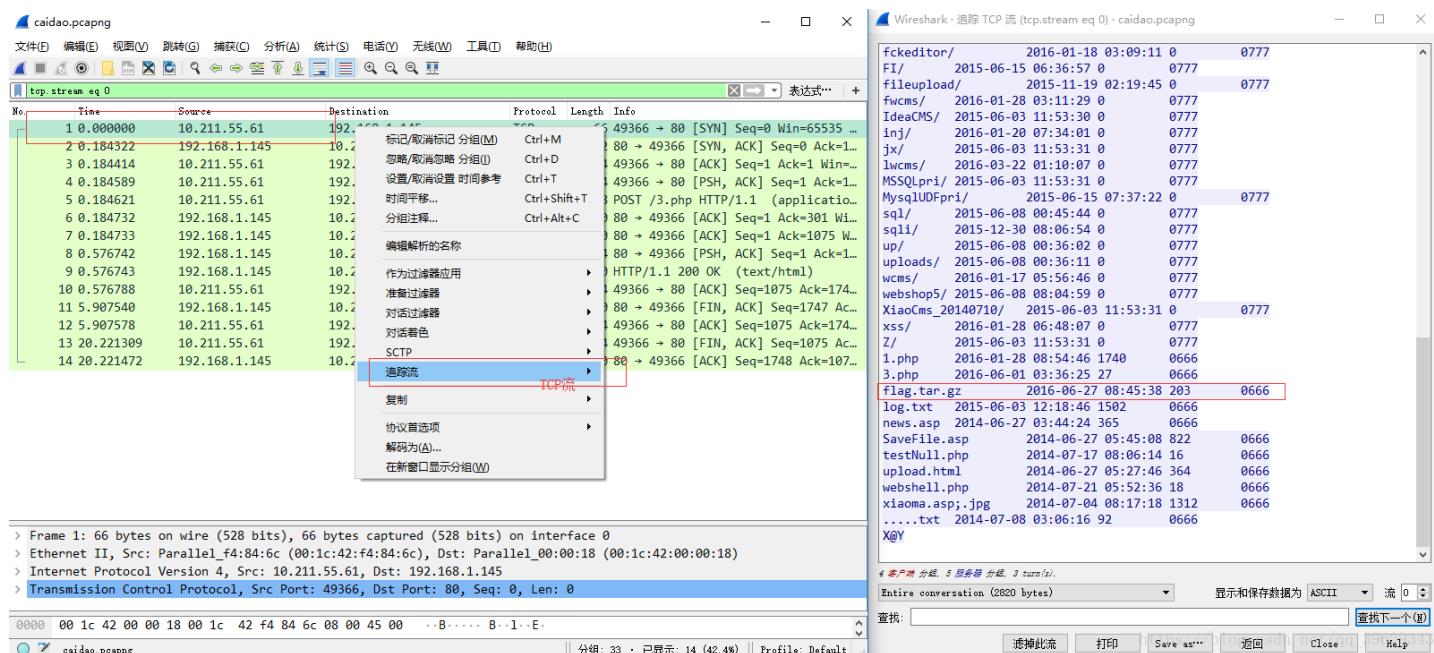 caidao.pcapng
文件(F) 编辑(E) 视图(V) 跳转(G) 捕获(C) 分析(A) 统计(S) 电话(Y) 无线(W) 工具(T) 帮助(H)
tcp.stream eq 0 表达式… +
No. Time Source Destination Protocol Length Info
1 0.000000 10.211.55.61 49366 → 80 [SYN] Seq=0 Win=65535 …
2 0.184322 192.168.1.145 10.2 80 → 49366 [SYN, ACK] Seq=0 Ack=1…
3 0.184414 10.211.55.61 192. 49366 → 80 [ACK] Seq=1 Ack=1 Win=…
4 0.184589 10.211.55.61 192. 49366 → 80 [PSH, ACK] Seq=1 Ack=1…
5 0.184621 10.211.55.61 192. POST /3.php HTTP/1.1 (applicatio…
6 0.184732 192.168.1.145 10.2 80 → 49366 [ACK] Seq=1 Ack=301 Wi…
7 0.184733 192.168.1.145 10.2 80 → 49366 [ACK] Seq=1 Ack=1075 W…
8 0.576742 192.168.1.145 10.2 80 → 49366 [PSH, ACK] Seq=1 Ack=1…
9 0.576743 192.168.1.145 10.2 HTTP/1.1 200 OK (text/html)
10 0.576788 10.211.55.61 192. 49366 → 80 [ACK] Seq=1075 Ack=174…
11 5.907540 192.168.1.145 10.2 80 → 49366 [FIN, ACK] Seq=1747 Ac…
12 5.907578 10.211.55.61 192. 49366 → 80 [ACK] Seq=1075 Ack=174…
13 20.221309 10.211.55.61 192. 49366 → 80 [FIN, ACK] Seq=1075 Ac…
14 20.221472 192.168.1.145 10.2 80 → 49366 [ACK] Seq=1748 Ack=107…
标记/取消标记 分组(M) Ctrl+M
忽略/取消忽略 分组(I) Ctrl+D
设置/取消设置 时间参考 Ctrl+T
时间平移... Ctrl+Shift+T
分组注释... Ctrl+Alt+C
编辑解析的名称
作为过滤器应用
准备过滤器
对话过滤器
对话着色
SCTP
追踪流
TCP流
复制
协议首选项
解码为(A)...
在新窗口显示分组(W)
Frame 1: 66 bytes on wire (528 bits), 66 bytes captured (528 bits) on interface 0
Ethernet II, Src: Parallel_f4:84:6c (00:1c:42:f4:84:6c), Dst: Parallel_00:00:18 (00:1c:42:00:00:18)
Internet Protocol Version 4, Src: 10.211.55.61, Dst: 192.168.1.145
Transmission Control Protocol, Src Port: 49366, Dst Port: 80, Seq: 0, Len: 0
0000 00 1c 42 00 00 18 00 1c 42 f4 84 6c 08 00 45 00 ··B····· B··l··E·
caidao.pcapng 分组: 33 · 已显示: 14 (42.4%) Profile: Default
Wireshark · 追踪 TCP 流 (tcp.stream eq 0) · caidao.pcapng
fckeditor/ 2016-01-18 03:09:11 0 0777
FI/ 2015-06-15 06:36:57 0 0777
fileupload/ 2015-11-19 02:19:45 0 0777
fwcms/ 2016-01-28 03:11:29 0 0777
IdeaCMS/ 2015-06-03 11:53:30 0 0777
inj/ 2016-01-20 07:34:01 0 0777
jx/ 2015-06-03 11:53:31 0 0777
lwcms/ 2016-03-22 01:10:07 0 0777
MSSQLpri/ 2015-06-03 11:53:31 0 0777
MysqlUDFpri/ 2015-06-15 07:37:22 0 0777
sql/ 2015-06-08 00:45:44 0 0777
sqli/ 2015-12-30 08:06:54 0 0777
up/ 2015-06-08 00:36:02 0 0777
uploads/ 2015-06-08 00:36:11 0 0777
wcms/ 2016-01-17 05:56:46 0 0777
webshop5/ 2015-06-08 08:04:59 0 0777
XiaoCms_20140710/ 2015-06-03 11:53:31 0 0777
xss/ 2016-01-28 06:48:07 0 0777
Z/ 2015-06-03 11:53:31 0 0777
1.php 2016-01-28 08:54:46 1740 0666
3.php 2016-06-01 03:36:25 27 0666
flag.tar.gz 2016-06-27 08:45:38 203 0666
log.txt 2015-06-03 12:18:46 1502 0666
news.asp 2014-06-27 03:44:24 365 0666
SaveFile.asp 2014-06-27 05:45:08 822 0666
testNull.php 2014-07-17 08:06:14 16 0666
upload.html 2014-06-27 05:27:46 364 0666
webshell.php 2014-07-21 05:52:36 18 0666
xiaoma.asp;.jpg 2014-07-04 08:17:18 1312 0666
.....txt 2014-07-08 03:06:16 92 0666
X@Y
4 客户端 分组, 5 服务器 分组, 3 turn(s).
Entire conversation (2820 bytes) 显示和保存数据为 ASCII 流 0
查找: 查找下一个(N)
滤掉此流 打印 Save as… 返回 Close Help